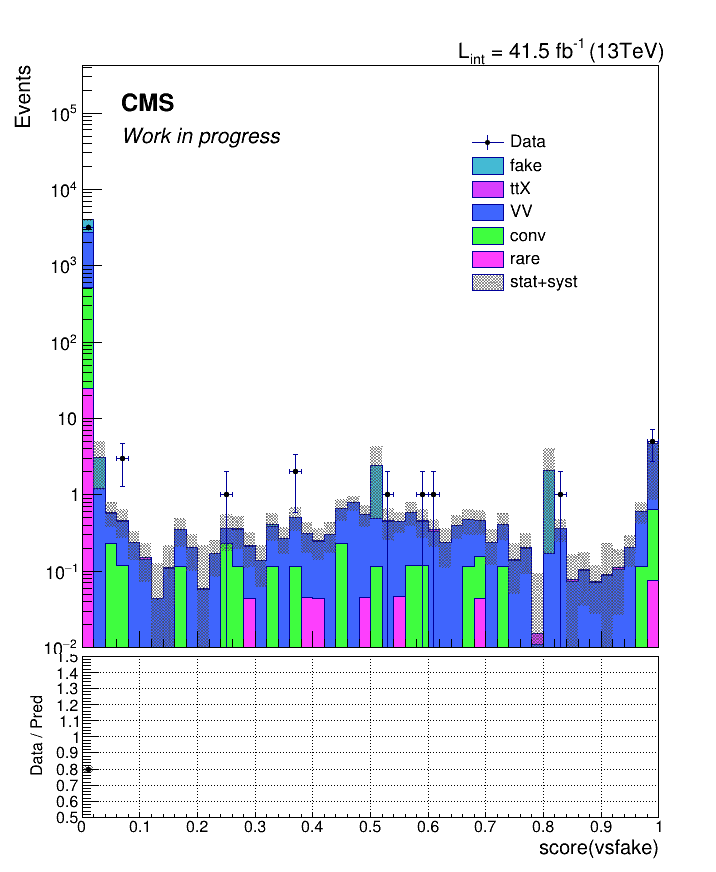 L_int = 41.5 fb^-1 (13TeV)
Events
CMS
Work in progress
Data
fake
ttX
VV
conv
rare
stat+syst
10^5
10^4
10^3
10^2
10
1
10^−1
10^−2
Data / Pred
1.5
1.4
1.3
1.2
1.1
1
0.9
0.8
0.7
0.6
0.5
0 0.1 0.2 0.3 0.4 0.5 0.6 0.7 0.8 0.9 1
score(vsfake)